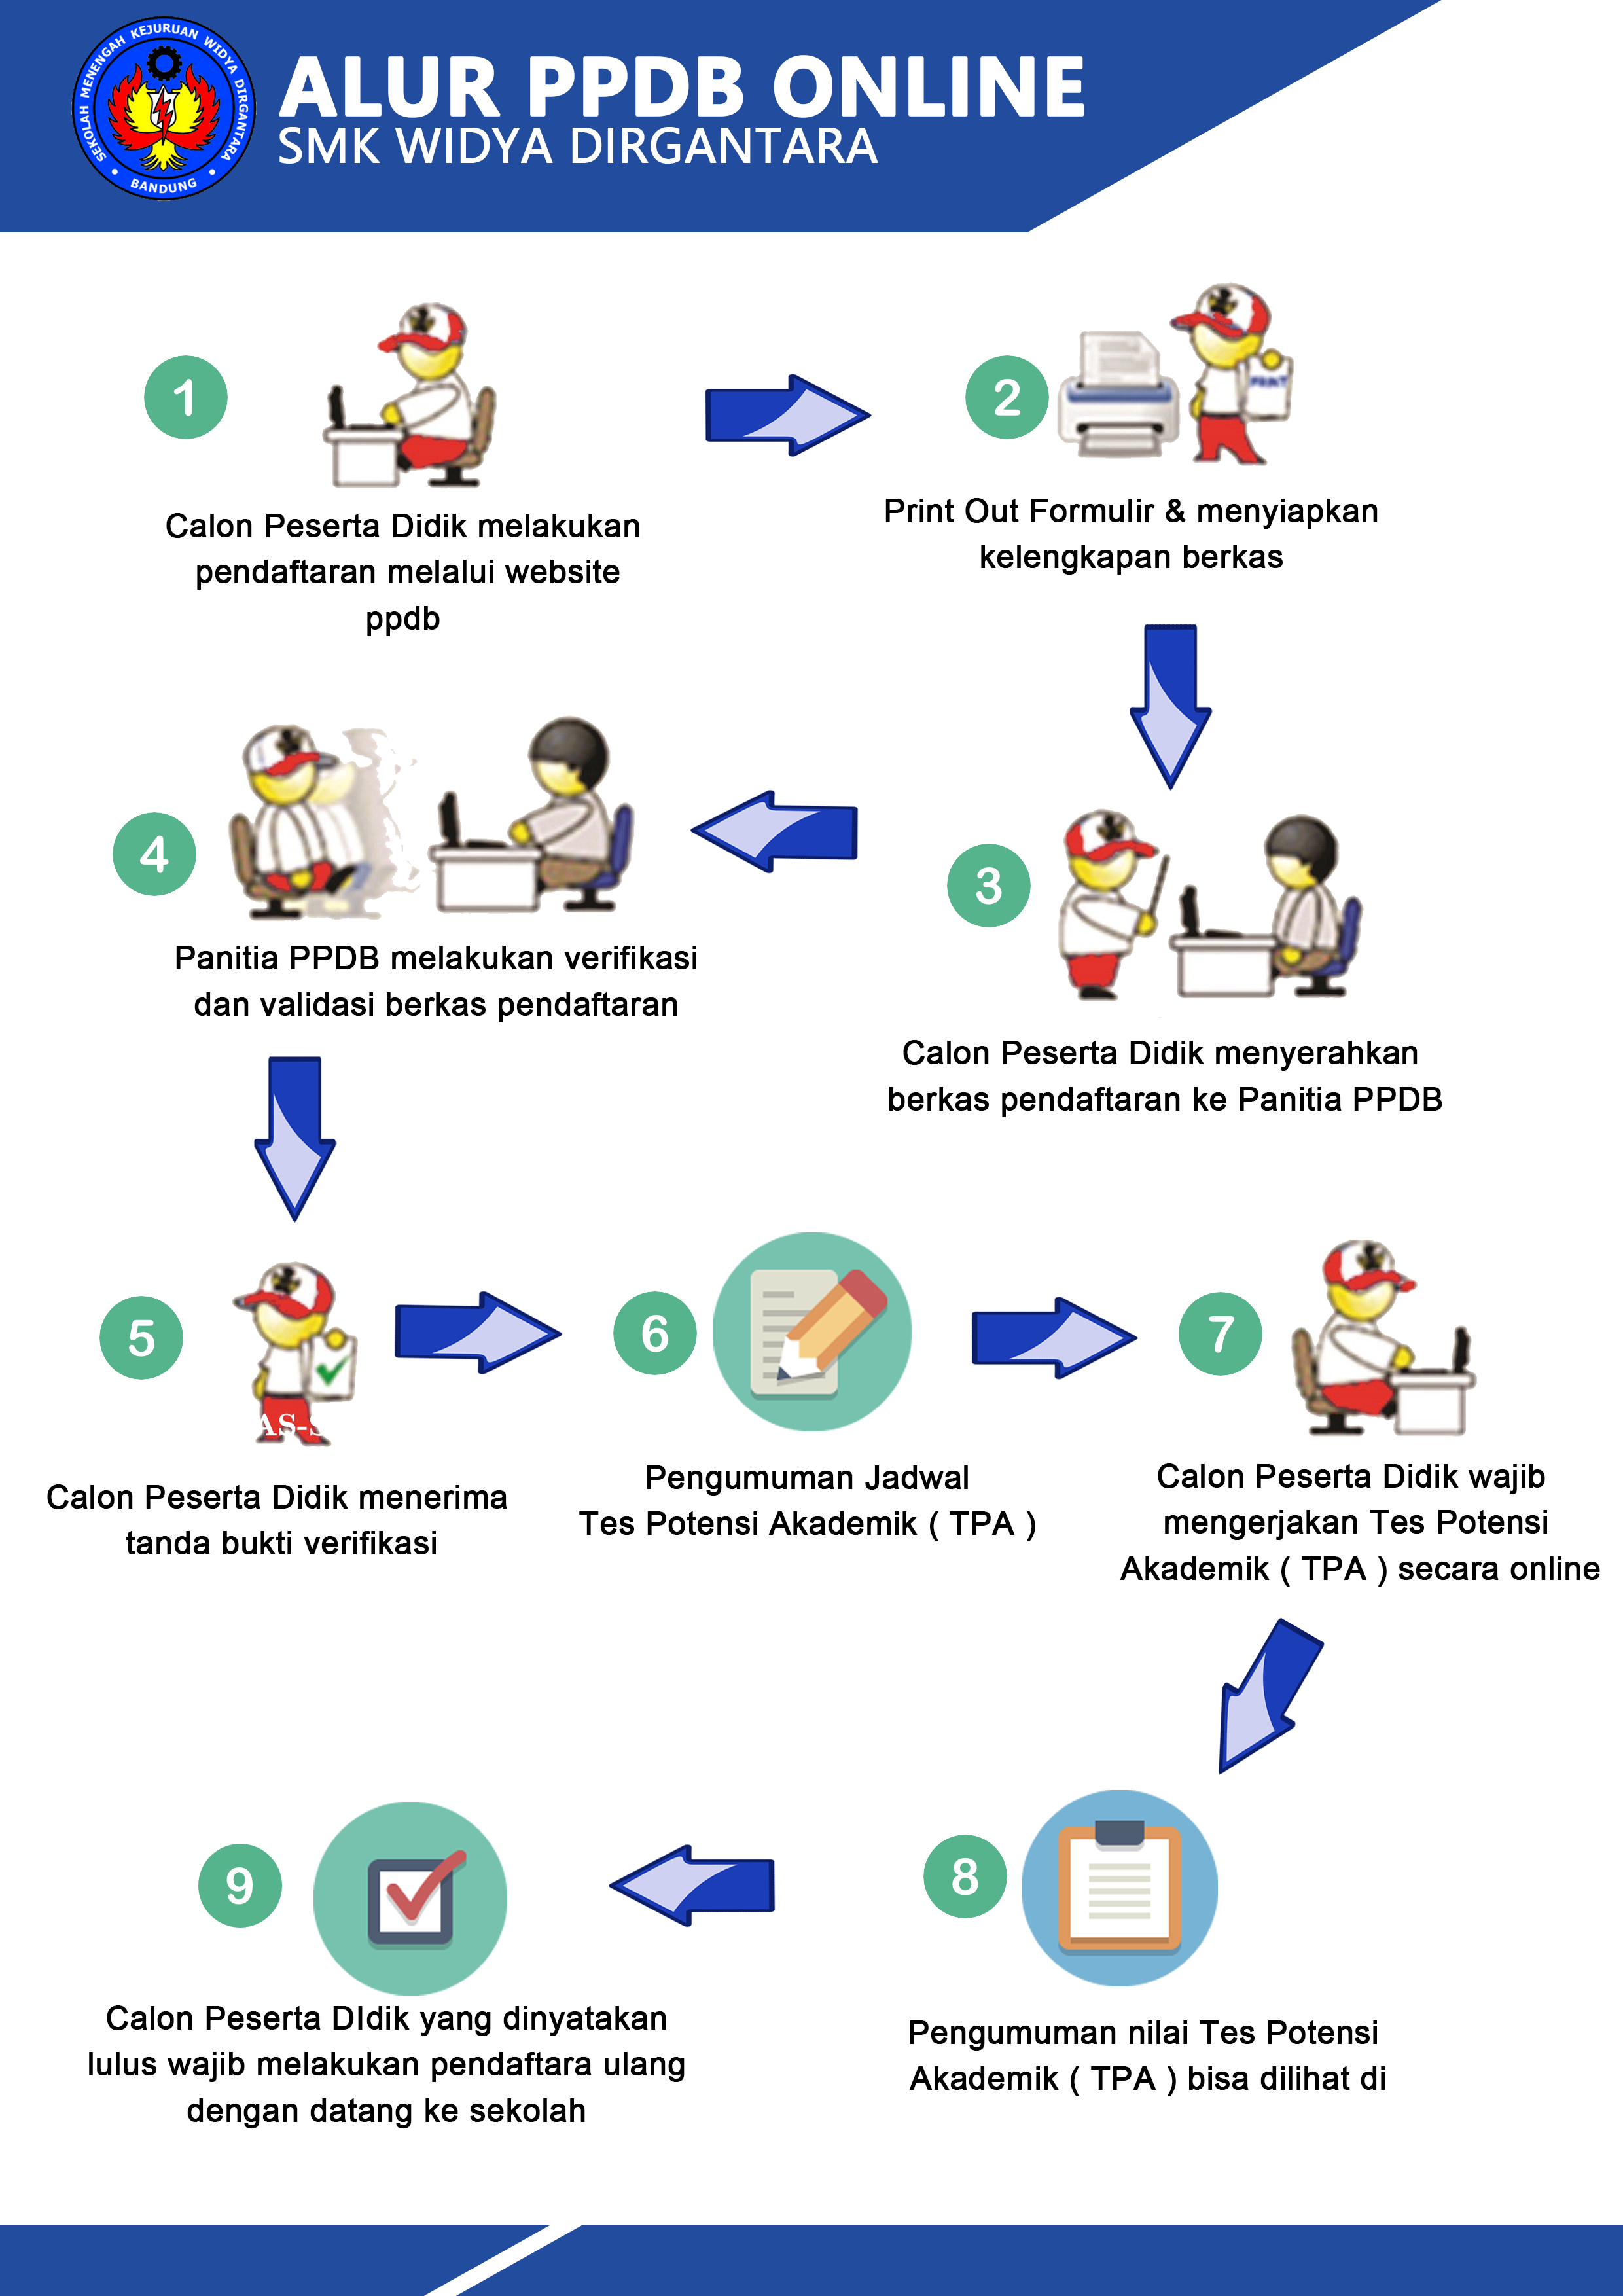 SEKOLAH MENENGAH KEJURUAN WIDYA DIRGANTARA
• BANDUNG •
ALUR PPDB ONLINE
SMK WIDYA DIRGANTARA
1
Calon Peserta Didik melakukan
pendaftaran melalui website
ppdb
2
PRINT
Print Out Formulir & menyiapkan
kelengkapan berkas
3
Calon Peserta Didik menyerahkan
berkas pendaftaran ke Panitia PPDB
4
Panitia PPDB melakukan verifikasi
dan validasi berkas pendaftaran
5
AS-S
Calon Peserta Didik menerima
tanda bukti verifikasi
6
Pengumuman Jadwal
Tes Potensi Akademik ( TPA )
7
Calon Peserta Didik wajib
mengerjakan Tes Potensi
Akademik ( TPA ) secara online
8
Pengumuman nilai Tes Potensi
Akademik ( TPA ) bisa dilihat di
9
Calon Peserta DIdik yang dinyatakan
lulus wajib melakukan pendaftara ulang
dengan datang ke sekolah